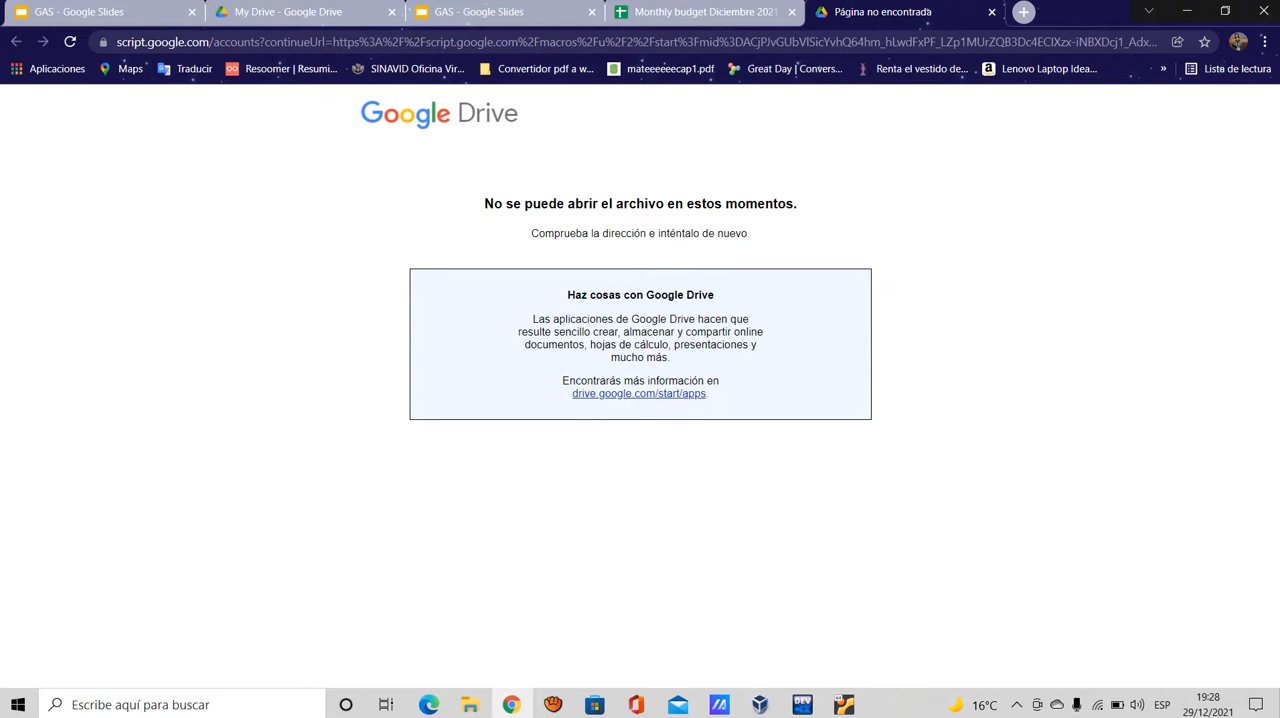 GAS - Google Slides
My Drive - Google Drive
GAS - Google Slides
Monthly budget Diciembre 2021
Página no encontrada
script.google.com/accounts?continueUrl=https%3A%2F%2Fscript.google.com%2Fmacros%2Fu%2F2%2Fstart%3Fmid%3DACjPJvGUbVlSicYvhQ64hm_hLwdFxPF_LZp1MUrZQB3Dc4EClXzx-iNBXDcj1_Adx...
Aplicaciones
Maps
Traducir
Resoomer | Resumi...
SINAVID Oficina Vir...
Convertidor pdf a w...
mateeeeeecap1.pdf
Great Day | Convers...
Renta el vestido de...
Lenovo Laptop Idea...
»
Lista de lectura
Google Drive
No se puede abrir el archivo en estos momentos.
Comprueba la dirección e inténtalo de nuevo.
Haz cosas con Google Drive
Las aplicaciones de Google Drive hacen que
resulte sencillo crear, almacenar y compartir online
documentos, hojas de cálculo, presentaciones y
mucho más.
Encontrarás más información en
drive.google.com/start/apps.
Escribe aquí para buscar
DEV
16°C
ESP
19:28
29/12/2021